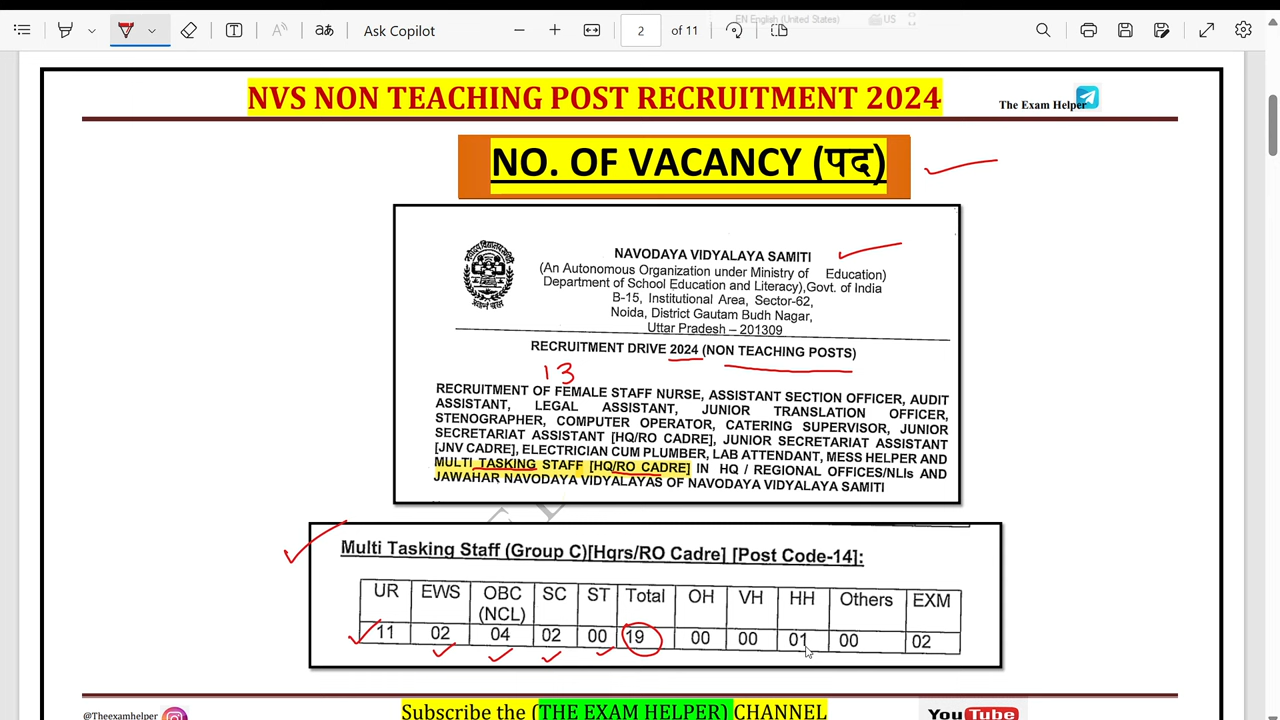 EN English (United States) US
Ask Copilot 2 of 11
NVS NON TEACHING POST RECRUITMENT 2024
The Exam Helper
NO. OF VACANCY (पद)
NAVODAYA VIDYALAYA SAMITI
(An Autonomous Organization under Ministry of Education)
Department of School Education and Literacy),Govt. of India
B-15, Institutional Area, Sector-62,
Noida, District Gautam Budh Nagar,
Uttar Pradesh – 201309
RECRUITMENT DRIVE 2024 (NON TEACHING POSTS)
13
RECRUITMENT OF FEMALE STAFF NURSE, ASSISTANT SECTION OFFICER, AUDIT
ASSISTANT, LEGAL ASSISTANT, JUNIOR TRANSLATION OFFICER,
STENOGRAPHER, COMPUTER OPERATOR, CATERING SUPERVISOR, JUNIOR
SECRETARIAT ASSISTANT [HQ/RO CADRE], JUNIOR SECRETARIAT ASSISTANT
[JNV CADRE], ELECTRICIAN CUM PLUMBER, LAB ATTENDANT, MESS HELPER AND
MULTI TASKING STAFF [HQ/RO CADRE] IN HQ / REGIONAL OFFICES/NLIs AND
JAWAHAR NAVODAYA VIDYALAYAS OF NAVODAYA VIDYALAYA SAMITI
Multi Tasking Staff (Group C)[Hqrs/RO Cadre] [Post Code-14]:
UR EWS OBC (NCL) SC ST Total OH VH HH Others EXM
11 02 04 02 00 19 00 00 01 00 02
@Theexamhelper
Subscribe the (THE EXAM HELPER) CHANNEL
YouTube